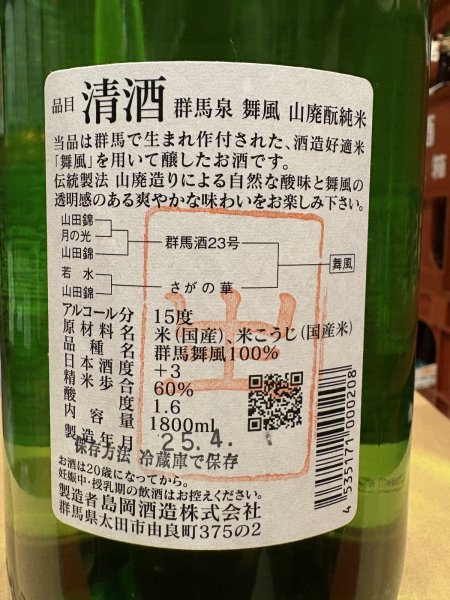 品目 清酒 群馬泉 舞風 山廃酛純米
当品は群馬で生まれ作付された、酒造好適米
「舞風」を用いて醸したお酒です。
伝統製法 山廃造りによる自然な酸味と舞風の
透明感のある爽やかな味わいをお楽しみ下さい。
山田錦
月の光
山田錦
群馬酒23号
若水
山田錦
さがの華
舞風
生
アルコール分 15度
原材料名 米(国産)、米こうじ(国産米)
品種名 群馬舞風100%
日本酒度 +3
精米歩合 60%
酸度 1.6
内容量 1800ml
製造年月 25.4.
保存方法 冷蔵庫で保存
お酒は20歳になってから。
妊娠中・授乳期の飲酒はお控えください。
製造者 島岡酒造株式会社
群馬県太田市由良町375の2
4 535171 000208